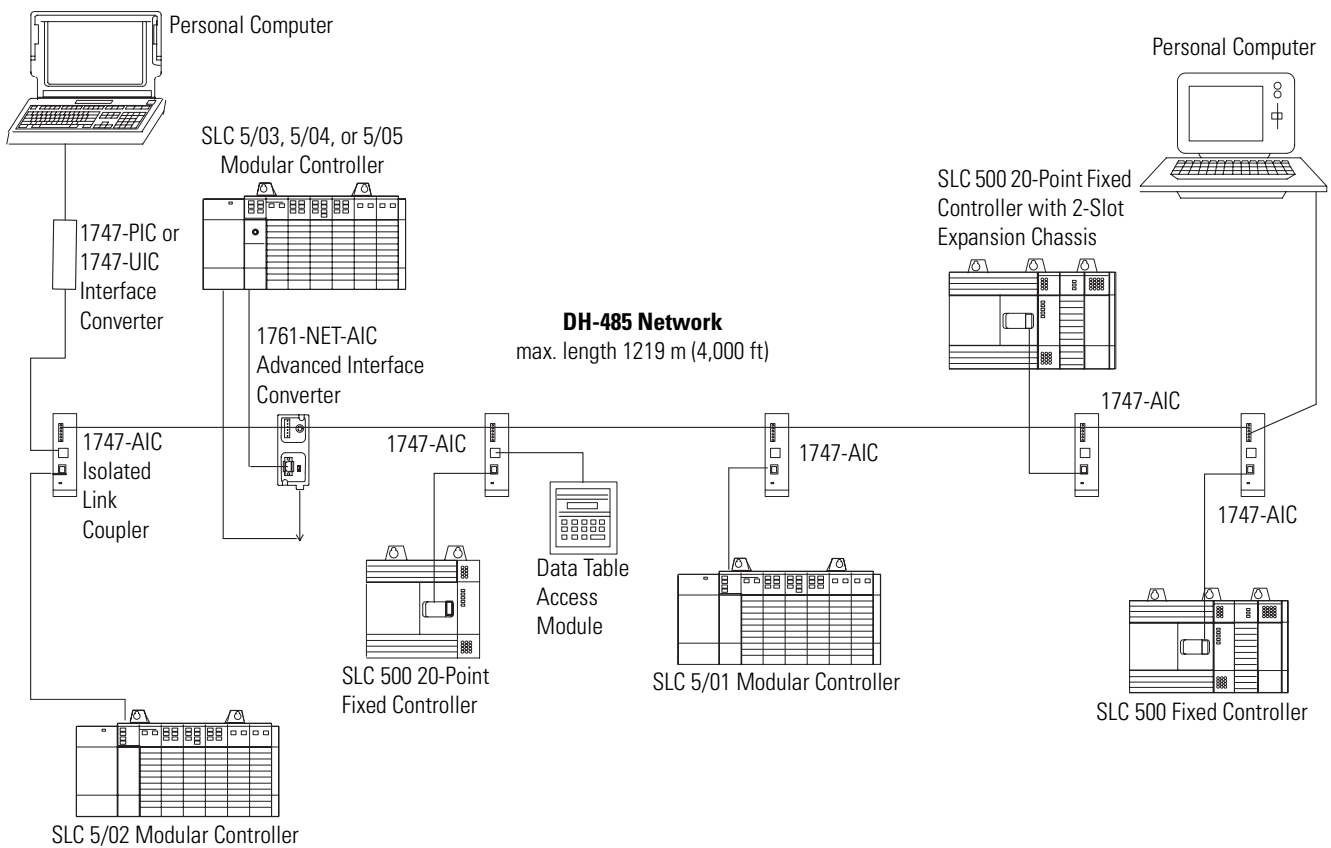 Personal Computer
Personal Computer
SLC 5/03, 5/04, or 5/05
Modular Controller
SLC 500 20-Point Fixed
Controller with 2-Slot
Expansion Chassis
1747-PIC or
1747-UIC
Interface
Converter
DH-485 Network
max. length 1219 m (4,000 ft)
1761-NET-AIC
Advanced Interface
Converter
1747-AIC
Isolated
Link
Coupler
1747-AIC
1747-AIC
1747-AIC
1747-AIC
Data Table
Access
Module
SLC 500 20-Point
Fixed Controller
SLC 5/01 Modular Controller
SLC 500 Fixed Controller
SLC 5/02 Modular Controller